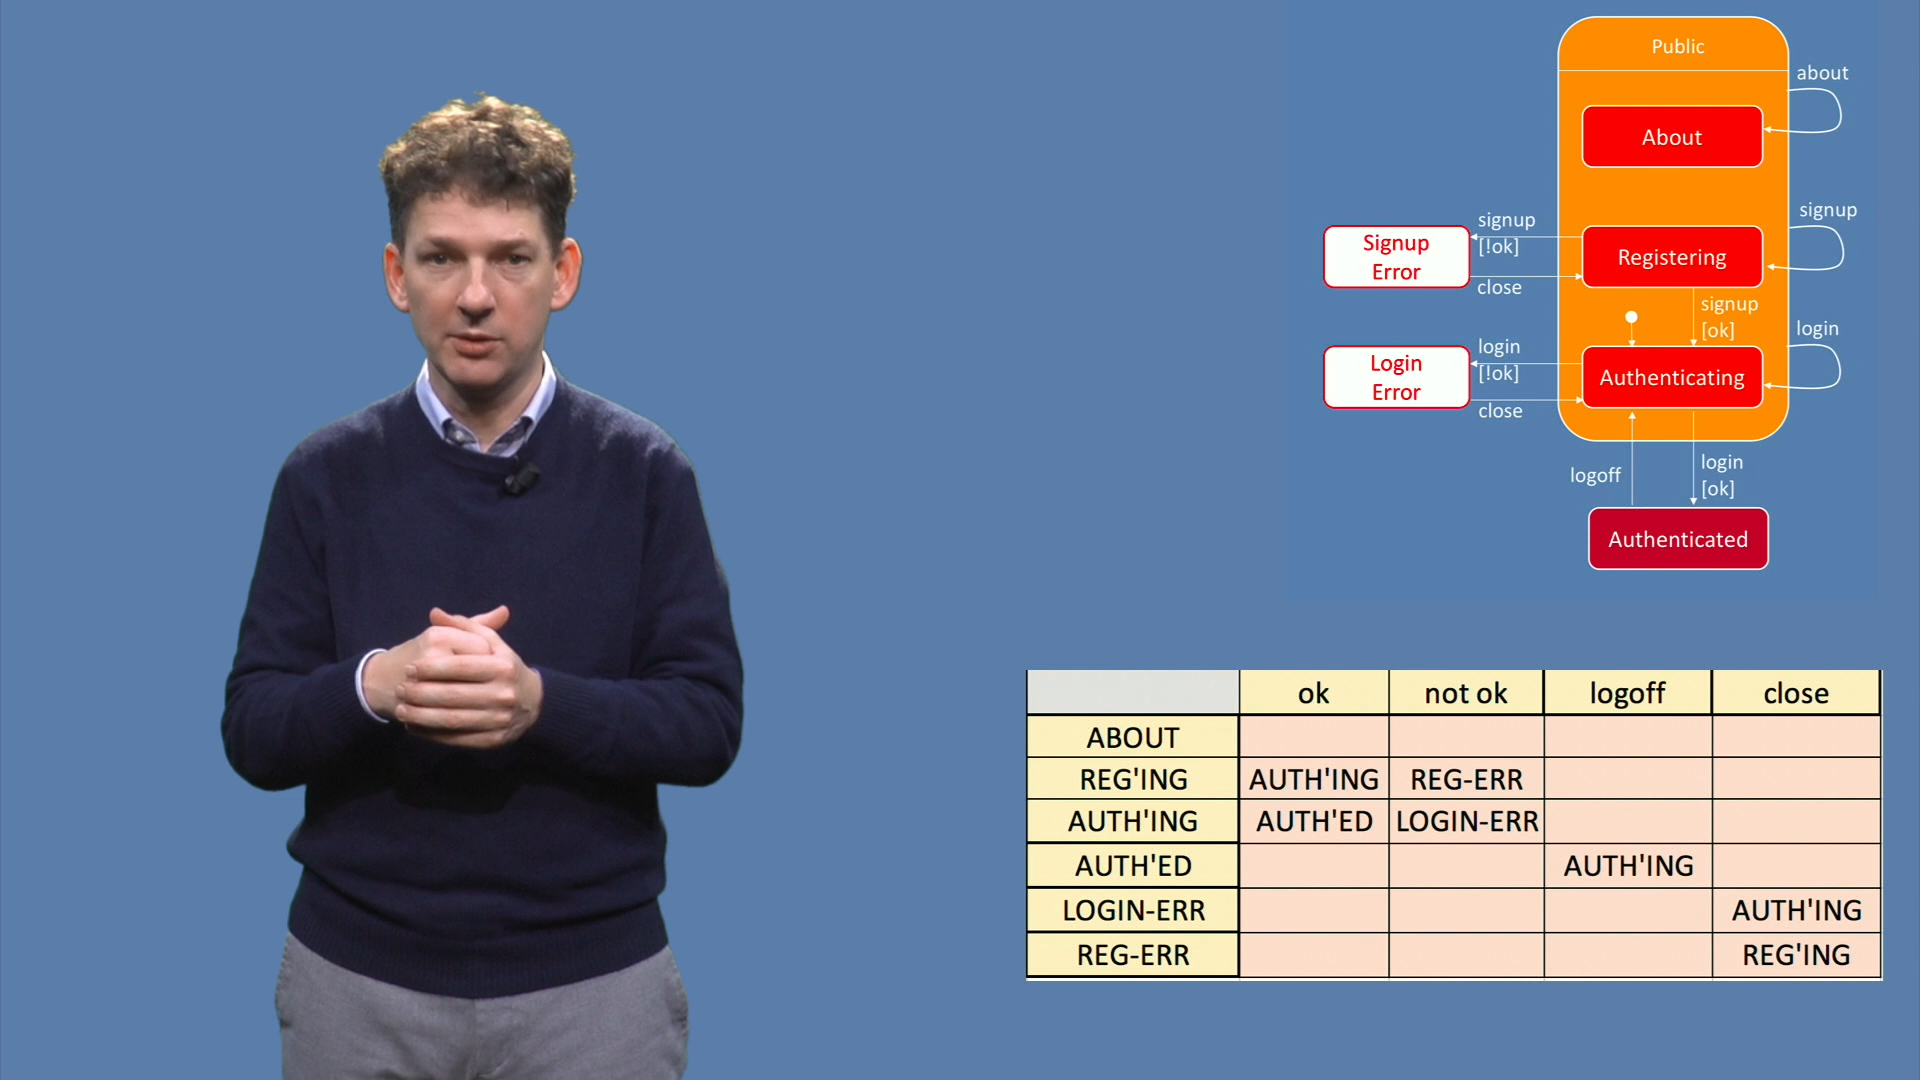 Public
about
About
signup
signup
[!ok]
Signup
Error
Registering
close
signup
[ok]
login
login
[!ok]
Login
Error
Authenticating
close
logoff
login
[ok]
Authenticated
ok not ok logoff close
ABOUT
REG'ING AUTH'ING REG-ERR
AUTH'ING AUTH'ED LOGIN-ERR
AUTH'ED AUTH'ING
LOGIN-ERR AUTH'ING
REG-ERR REG'ING